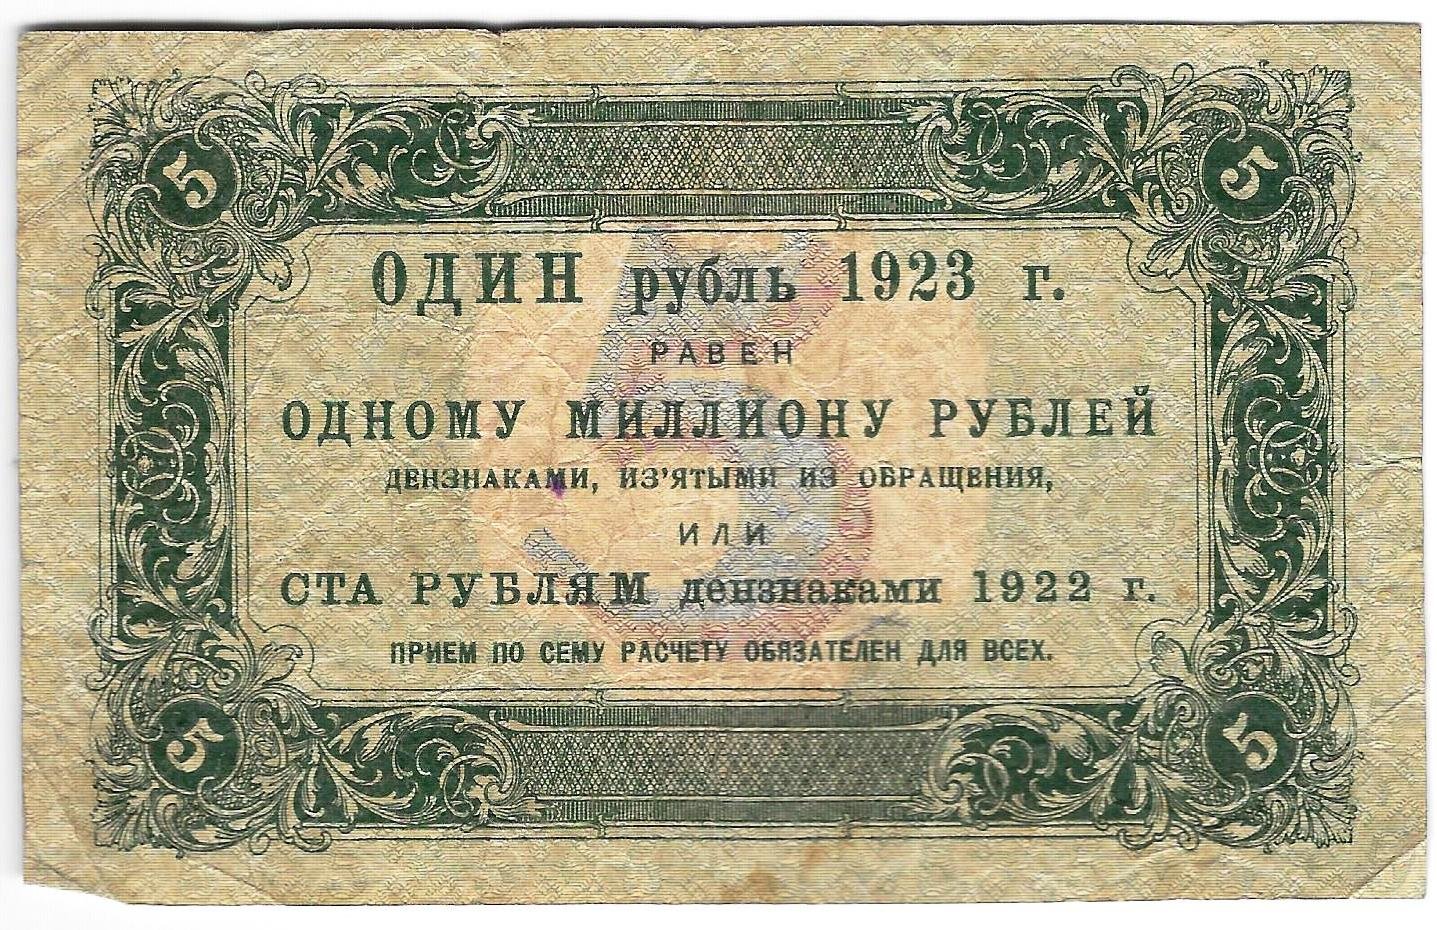 5 5
ОДИН рубль 1923 г.
РАВЕН
ОДНОМУ МИЛЛИОНУ РУБЛЕЙ
ДЕНЗНАКАМИ, ИЗ'ЯТЫМИ ИЗ ОБРАЩЕНИЯ,
ИЛИ
СТА РУБЛЯМ дензнаками 1922 г.
ПРИЕМ ПО СЕМУ РАСЧЕТУ ОБЯЗАТЕЛЕН ДЛЯ ВСЕХ.
5 5
5